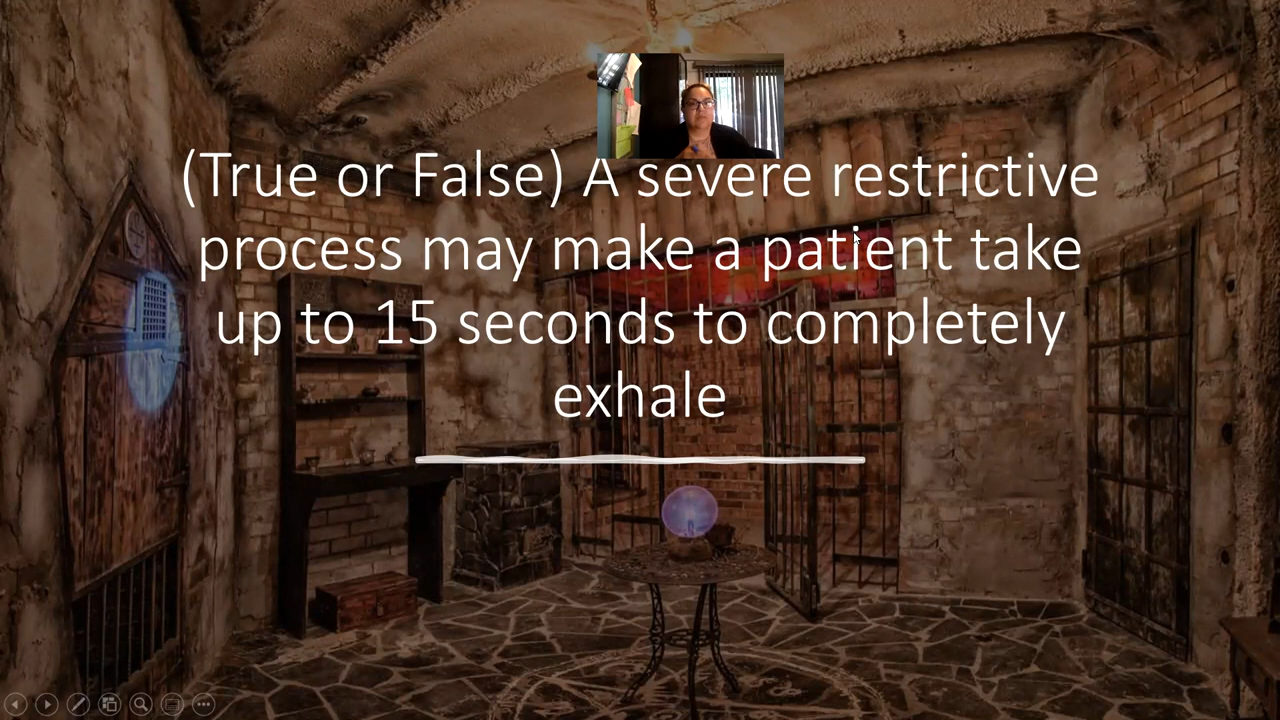 (True or False) A severe restrictive
process may make a patient take
up to 15 seconds to completely
exhale